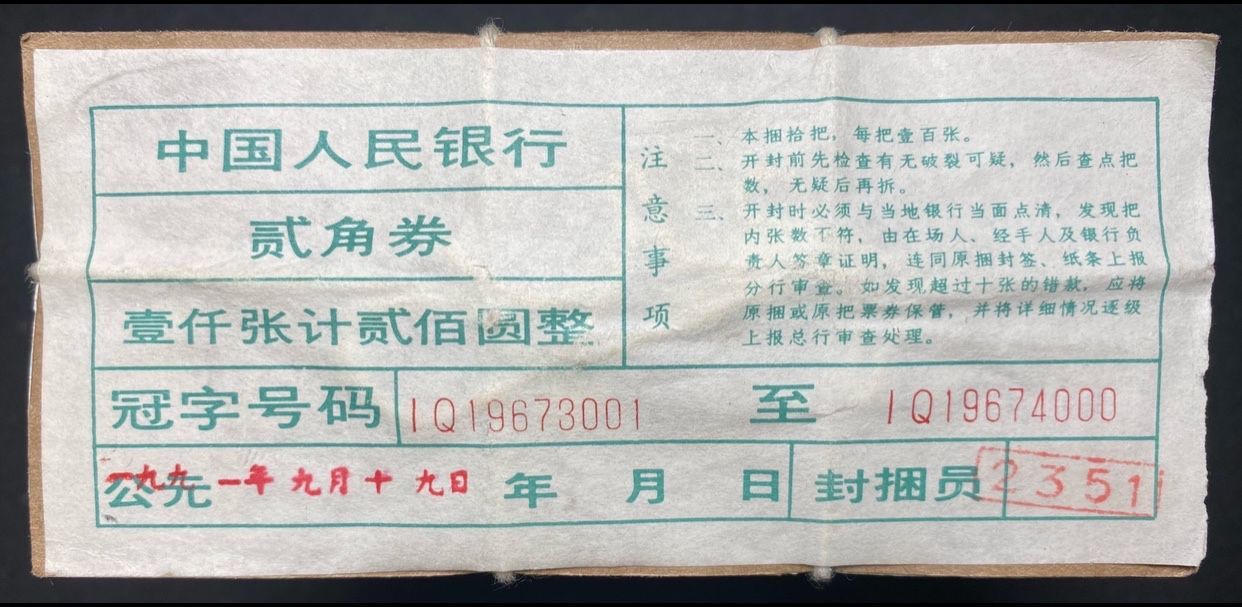 中国人民银行
贰角券
壹仟张计贰佰圆整
注意事项
一、本捆拾把，每把壹百张。
二、开封前先检查有无破裂可疑，然后查点把
数，无疑后再拆。
三、开封时必须与当地银行当面点清，发现把
内张数不符，由在场人、经手人及银行负
责人签章证明，连同原捆封签、纸条上报
分行审查。如发现超过十张的错款，应将
原捆或原把票券保管，并将详细情况逐级
上报总行审查处理。
冠字号码 IQ19673001 至 IQ19674000
公元 年 月 日 封捆员 2351
一九九一年九月十九日